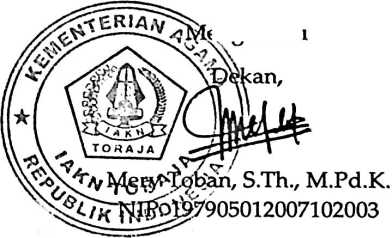 Dekan,
KEMENTERIAN AGAMA
REPUBLIK INDONESIA
IAKN TORAJA
IAKN
TORAJA
Mery Toban, S.Th., M.Pd.K.
NIP. 197905012007102003